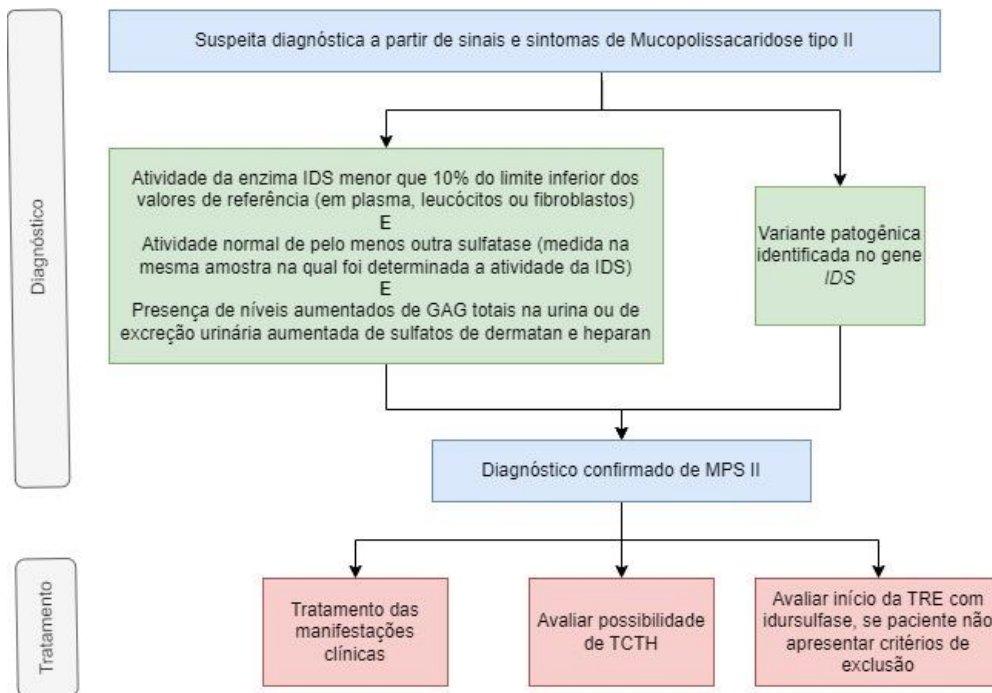 Diagnóstico
Suspeita diagnóstica a partir de sinais e sintomas de Mucopolissacaridose tipo II
Atividade da enzima IDS menor que 10% do limite inferior dos
valores de referência (em plasma, leucócitos ou fibroblastos)
E
Atividade normal de pelo menos outra sulfatase (medida na
mesma amostra na qual foi determinada a atividade da IDS)
E
Presença de níveis aumentados de GAG totais na urina ou de
excreção urinária aumentada de sulfatos de dermatan e heparan
Variante patogênica
identificada no gene
IDS
Diagnóstico confirmado de MPS II
Tratamento
Tratamento das
manifestações
clínicas
Avaliar possibilidade
de TCTH
Avaliar início da TRE com
idursulfase, se paciente não
apresentar critérios de
exclusão